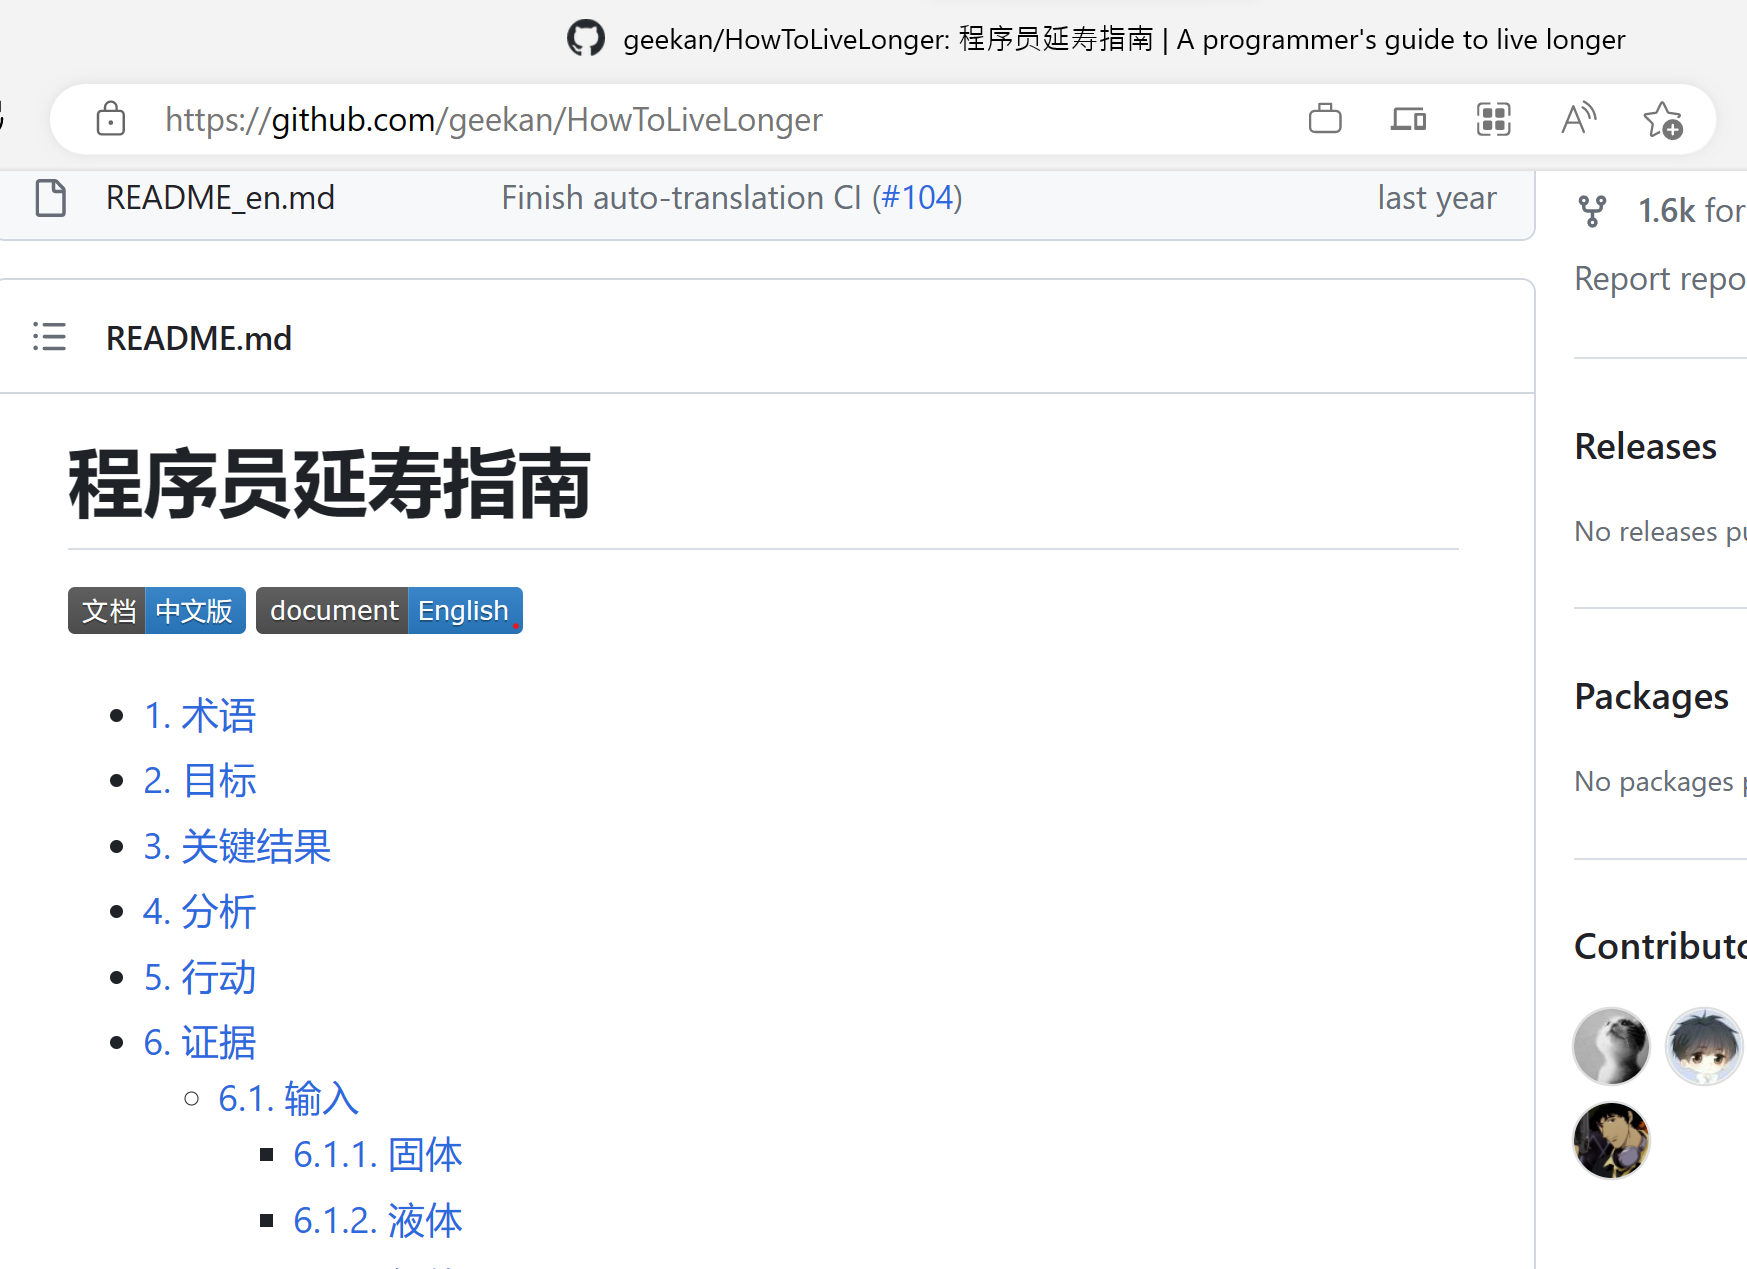 geekan/HowToLiveLonger: 程序员延寿指南 | A programmer's guide to live longer
https://github.com/geekan/HowToLiveLonger
README_en.md Finish auto-translation CI (#104) last year
1.6k for
Report repo
README.md
程序员延寿指南
文档 中文版 document English
1. 术语
2. 目标
3. 关键结果
4. 分析
5. 行动
6. 证据
6.1. 输入
6.1.1. 固体
6.1.2. 液体
Releases
No releases pu
Packages
No packages p
Contributo